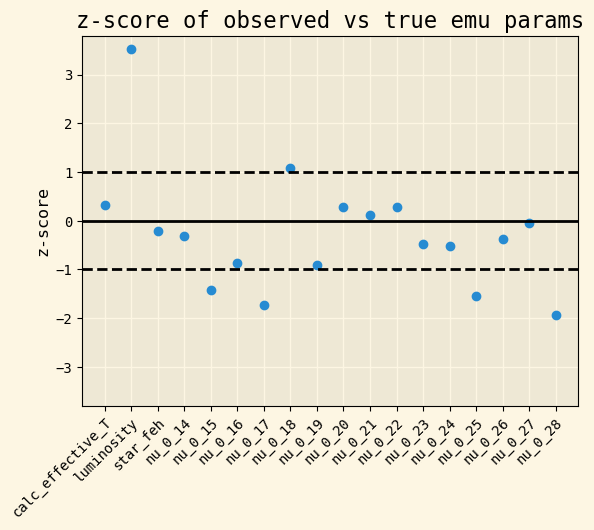 z-score of observed vs true emu params
z-score
3
2
1
0
−1
−2
−3
calc_effective_T
luminosity
star_feh
nu_0_14
nu_0_15
nu_0_16
nu_0_17
nu_0_18
nu_0_19
nu_0_20
nu_0_21
nu_0_22
nu_0_23
nu_0_24
nu_0_25
nu_0_26
nu_0_27
nu_0_28